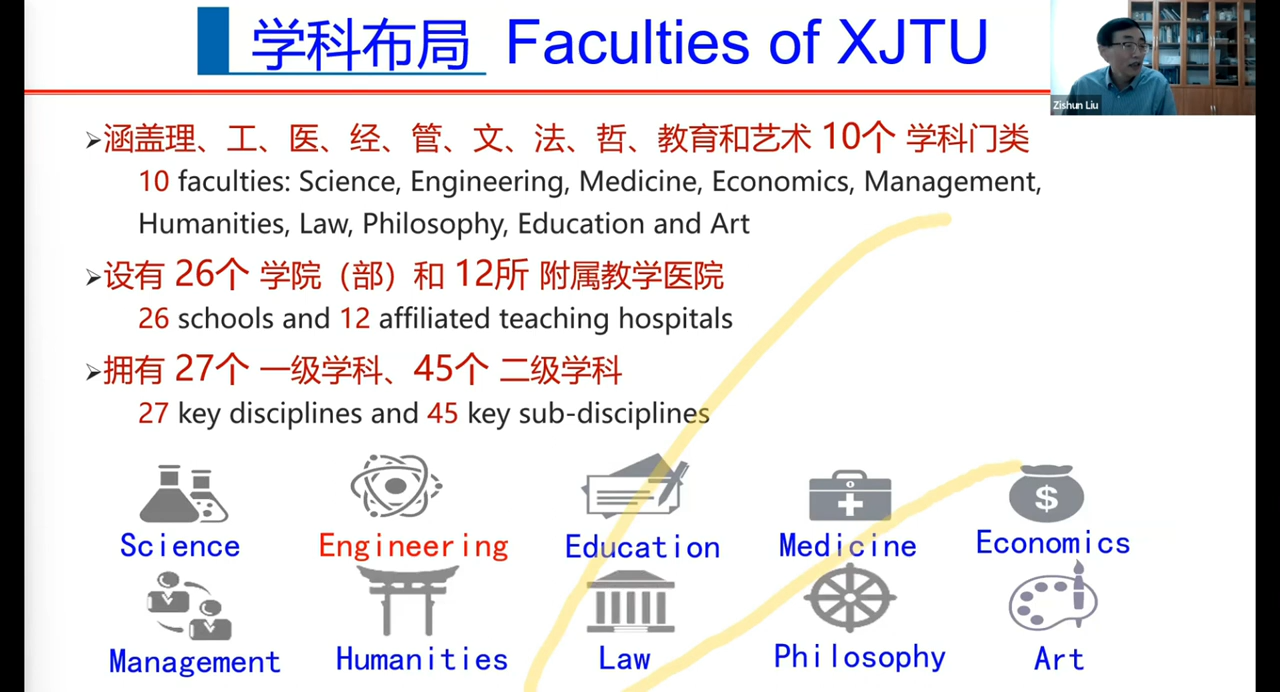 学科布局 Faculties of XJTU
Zishun Liu
➢涵盖理、工、医、经、管、文、法、哲、教育和艺术 10个 学科门类
10 faculties: Science, Engineering, Medicine, Economics, Management,
Humanities, Law, Philosophy, Education and Art
➢设有 26个 学院（部）和 12所 附属教学医院
26 schools and 12 affiliated teaching hospitals
➢拥有 27个 一级学科、45个 二级学科
27 key disciplines and 45 key sub-disciplines
$
Science Engineering Education Medicine Economics
Management Humanities Law Philosophy Art